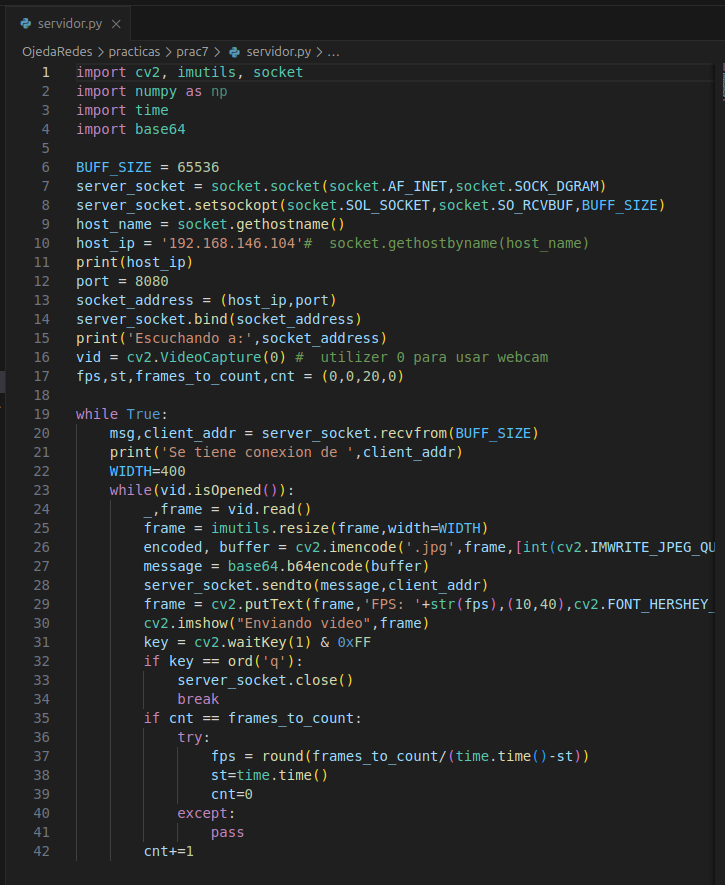 servidor.py ×
OjedaRedes > practicas > prac7 > servidor.py > ...
1 import cv2, imutils, socket
2 import numpy as np
3 import time
4 import base64
5
6 BUFF_SIZE = 65536
7 server_socket = socket.socket(socket.AF_INET,socket.SOCK_DGRAM)
8 server_socket.setsockopt(socket.SOL_SOCKET,socket.SO_RCVBUF,BUFF_SIZE)
9 host_name = socket.gethostname()
10 host_ip = '192.168.146.104'#  socket.gethostbyname(host_name)
11 print(host_ip)
12 port = 8080
13 socket_address = (host_ip,port)
14 server_socket.bind(socket_address)
15 print('Escuchando a:',socket_address)
16 vid = cv2.VideoCapture(0) #  utilizer 0 para usar webcam
17 fps,st,frames_to_count,cnt = (0,0,20,0)
18
19 while True:
20     msg,client_addr = server_socket.recvfrom(BUFF_SIZE)
21     print('Se tiene conexion de ',client_addr)
22     WIDTH=400
23     while(vid.isOpened()):
24         _,frame = vid.read()
25         frame = imutils.resize(frame,width=WIDTH)
26         encoded, buffer = cv2.imencode('.jpg',frame,[int(cv2.IMWRITE_JPEG_QU
27         message = base64.b64encode(buffer)
28         server_socket.sendto(message,client_addr)
29         frame = cv2.putText(frame,'FPS: '+str(fps),(10,40),cv2.FONT_HERSHEY_
30         cv2.imshow("Enviando video",frame)
31         key = cv2.waitKey(1) & 0xFF
32         if key == ord('q'):
33             server_socket.close()
34             break
35         if cnt == frames_to_count:
36             try:
37                 fps = round(frames_to_count/(time.time()-st))
38                 st=time.time()
39                 cnt=0
40             except:
41                 pass
42         cnt+=1